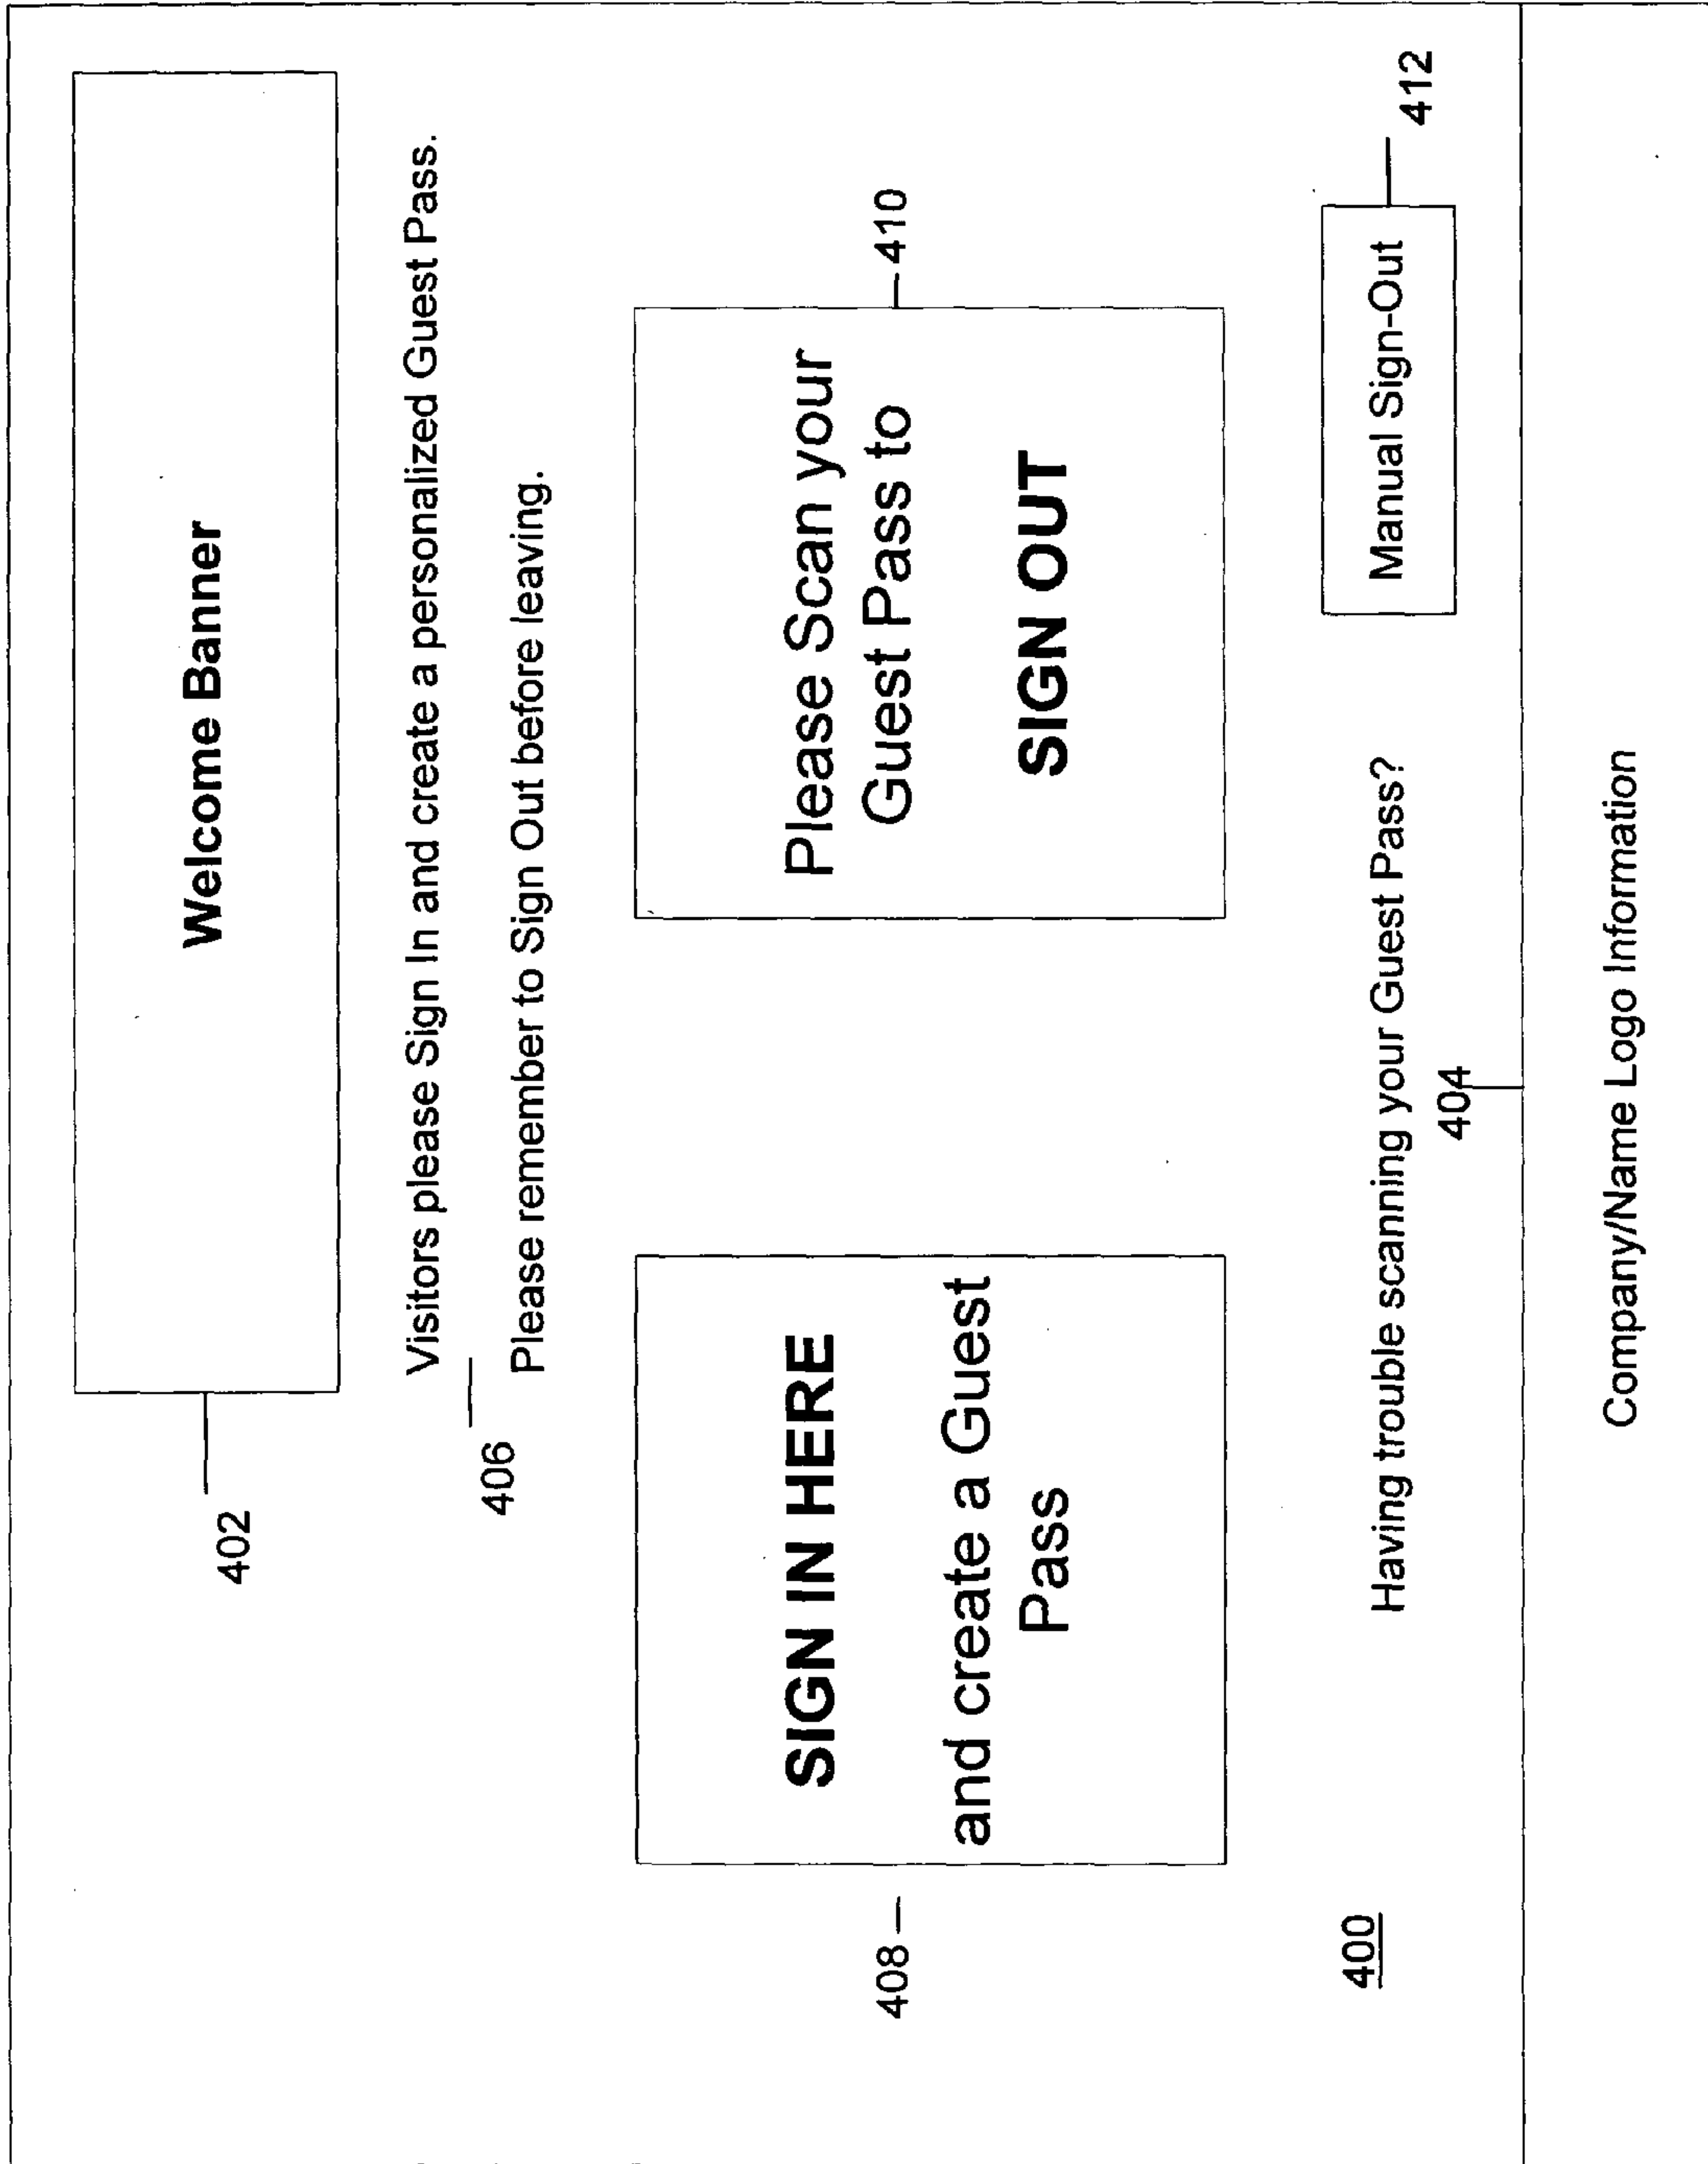 Welcome Banner
402
Visitors please Sign In and create a personalized Guest Pass.
406
Please remember to Sign Out before leaving.
SIGN IN HERE
and create a Guest
Pass
408
Please Scan your
Guest Pass to
SIGN OUT
410
400
Having trouble scanning your Guest Pass?
Manual Sign-Out
412
404
Company/Name Logo Information